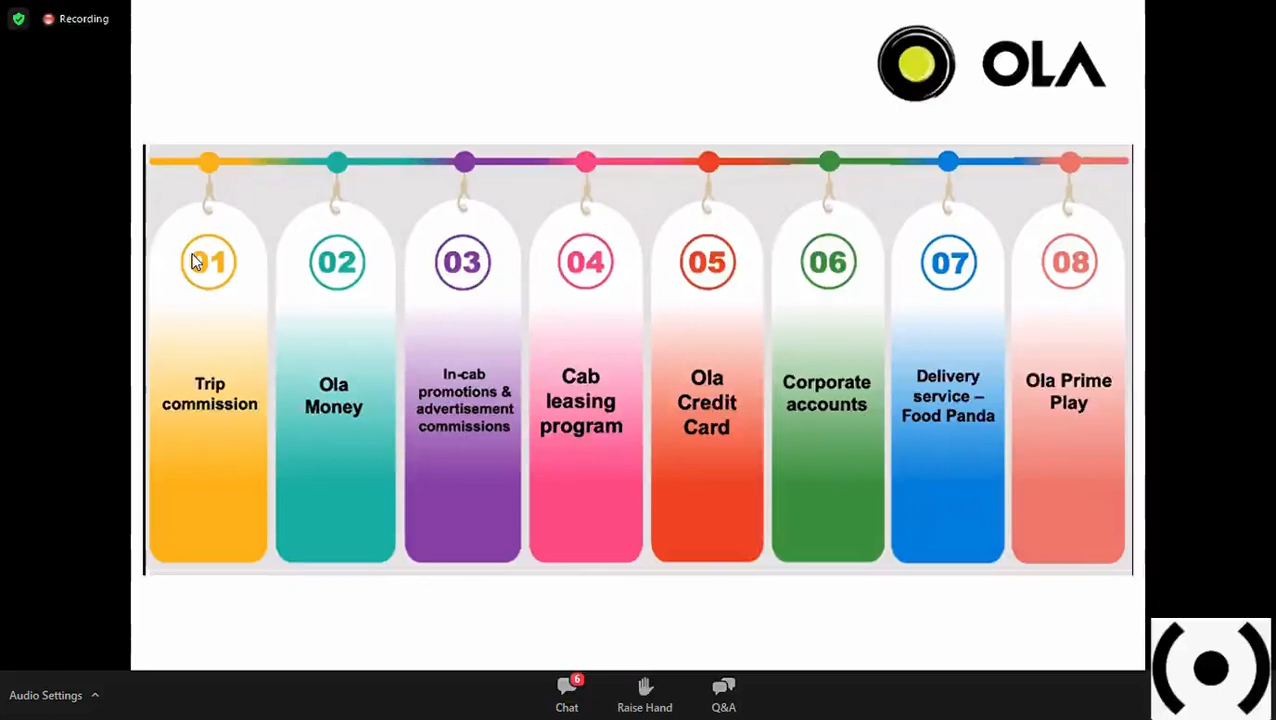 Recording
OLA
01
02
03
04
05
06
07
08
Trip
commission
Ola
Money
In-cab
promotions &
advertisement
commissions
Cab
leasing
program
Ola
Credit
Card
Corporate
accounts
Delivery
service –
Food Panda
Ola Prime
Play
Audio Settings
6
Chat
Raise Hand
Q&A